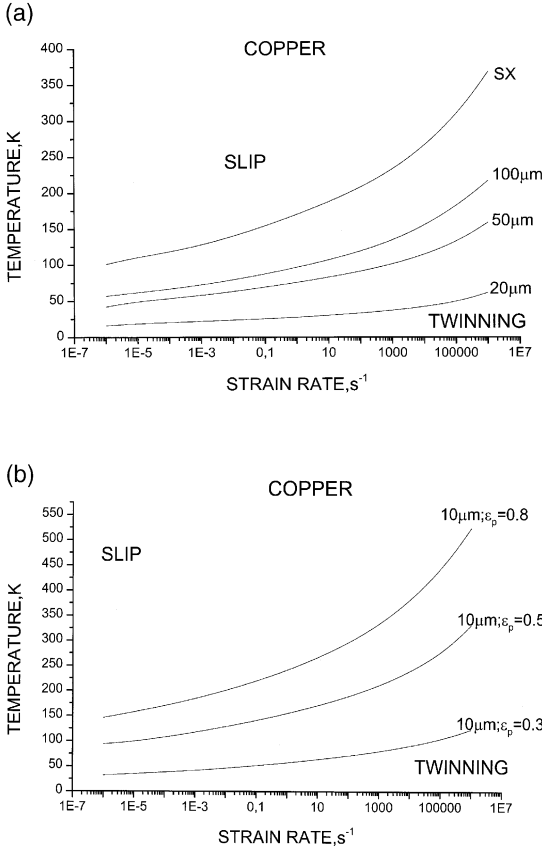 (a)
COPPER
400
350
300
250
200
150
100
50
0
TEMPERATURE,K
SLIP
SX
100μm
50μm
20μm
TWINNING
1E-7 1E-5 1E-3 0,1 10 1000 100000 1E7
STRAIN RATE,s⁻¹
(b)
COPPER
550
500
450
400
350
300
250
200
150
100
50
0
TEMPERATURE,K
SLIP
10μm;εp=0.8
10μm;εp=0.5
10μm;εp=0.3
TWINNING
1E-7 1E-5 1E-3 0,1 10 1000 100000 1E7
STRAIN RATE,s⁻¹